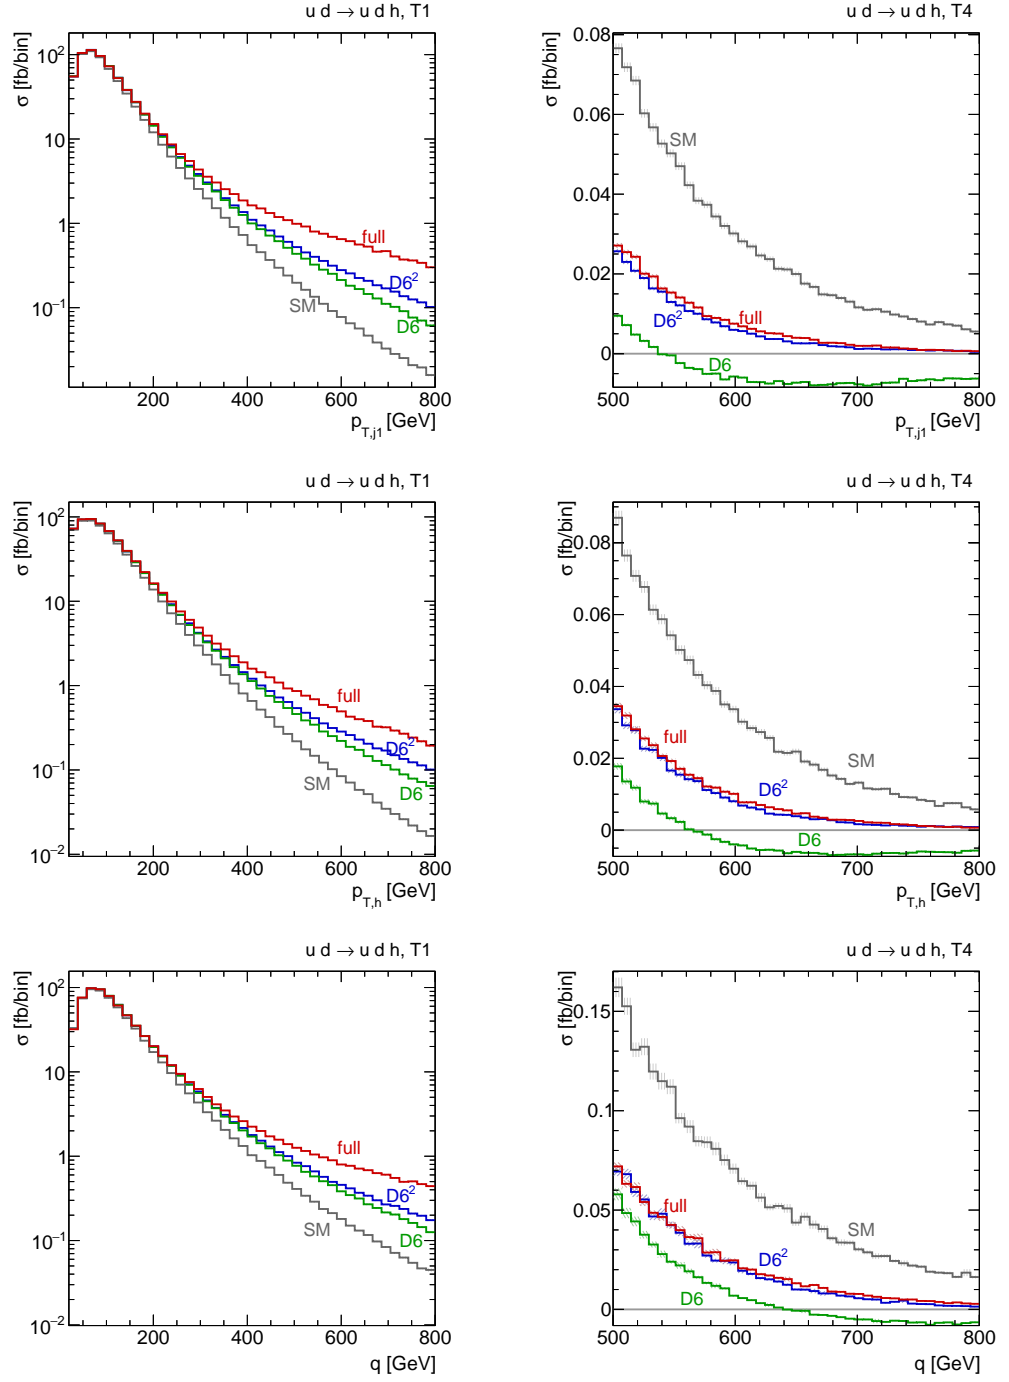 u d → u d h, T1
σ [fb/bin]
10²
10
1
10⁻¹
full
D6²
D6
SM
200 400 600 800
p_{T,j1} [GeV]
u d → u d h, T4
σ [fb/bin]
0.08
0.06
0.04
0.02
0
SM
full
D6²
D6
500 600 700 800
p_{T,j1} [GeV]
u d → u d h, T1
σ [fb/bin]
10²
10
1
10⁻¹
10⁻²
full
D6²
D6
SM
200 400 600 800
p_{T,h} [GeV]
u d → u d h, T4
σ [fb/bin]
0.08
0.06
0.04
0.02
0
full
SM
D6²
D6
500 600 700 800
p_{T,h} [GeV]
u d → u d h, T1
σ [fb/bin]
10²
10
1
10⁻¹
10⁻²
full
D6²
D6
SM
200 400 600 800
q [GeV]
u d → u d h, T4
σ [fb/bin]
0.15
0.1
0.05
0
full
SM
D6²
D6
500 600 700 800
q [GeV]